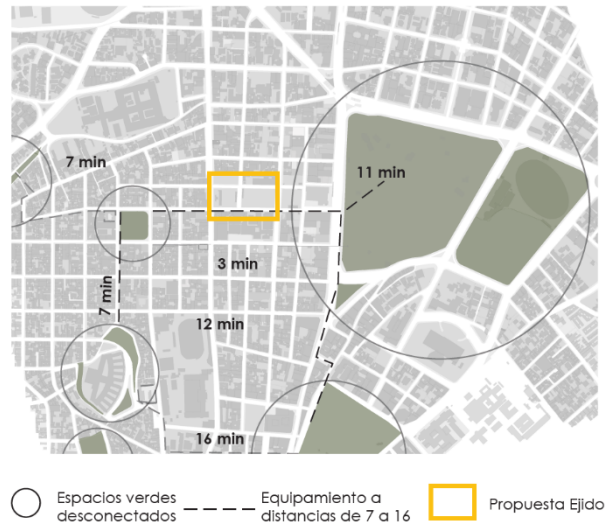 7 min
11 min
3 min
7 min
12 min
16 min
Espacios verdes
desconectados
Equipamiento a
distancias de 7 a 16
Propuesta Ejido